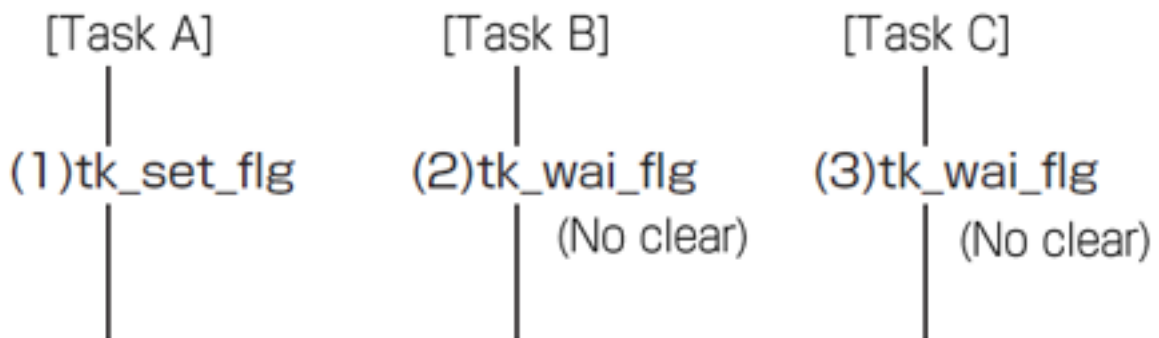 [Task A] [Task B] [Task C]
(1)tk_set_flg (2)tk_wai_flg (3)tk_wai_flg
(No clear) (No clear)